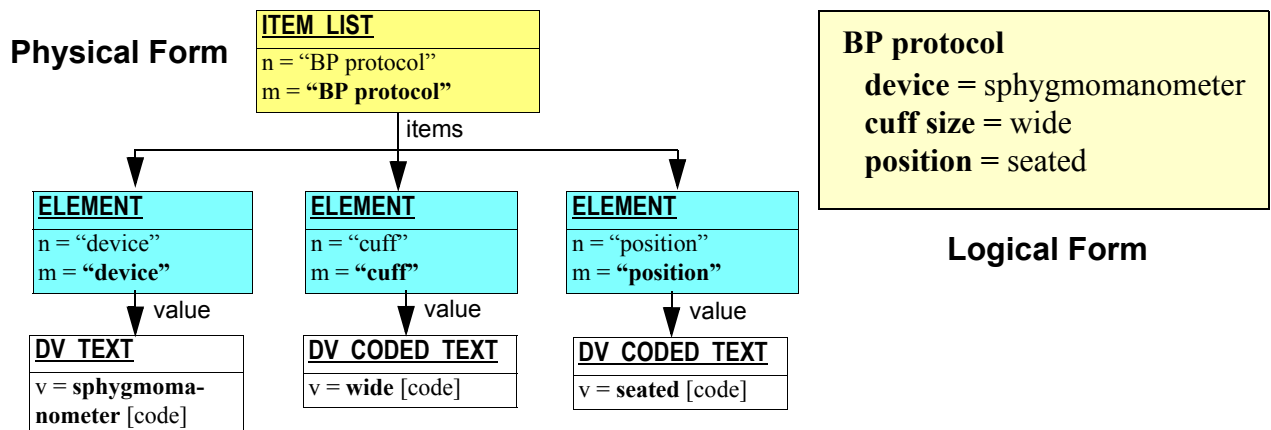 Physical Form
ITEM_LIST
n = “BP protocol”
m = “BP protocol”
items
ELEMENT
n = “device”
m = “device”
value
DV_TEXT
v = sphygmoma-
nometer [code]
ELEMENT
n = “cuff”
m = “cuff”
value
DV_CODED_TEXT
v = wide [code]
ELEMENT
n = “position”
m = “position”
value
DV_CODED_TEXT
v = seated [code]
BP protocol
device = sphygmomanometer
cuff size = wide
position = seated
Logical Form